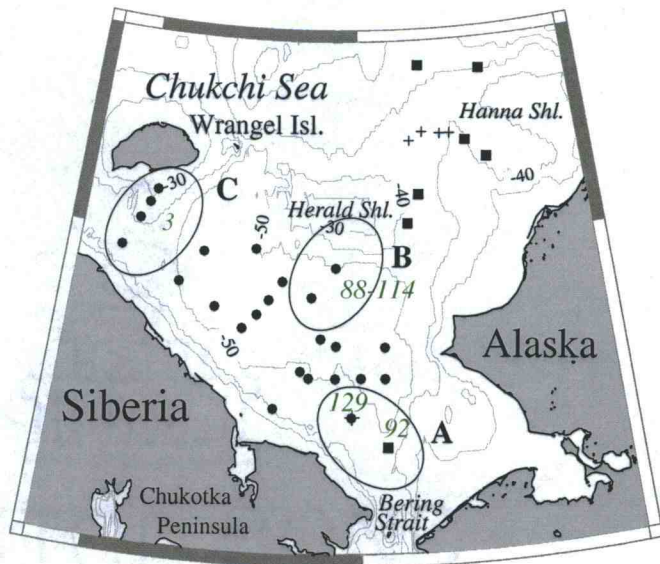 Chukchi Sea
Wrangel Isl.
Hanna Shl.
-40
-30
C
3
-50
Herald Shl.
-30
40
B
88-114
-50
Alaska
Siberia
129
92
A
Chukotka
Peninsula
Bering
Strait